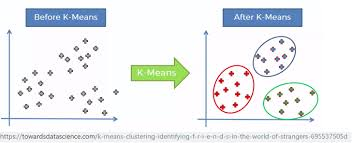 Before K-Means
After K-Means
K-Means
https://towardsdatascience.com/k-means-clustering-identifying-f-r-i-e-n-d-s-in-the-world-of-strangers-695537505d